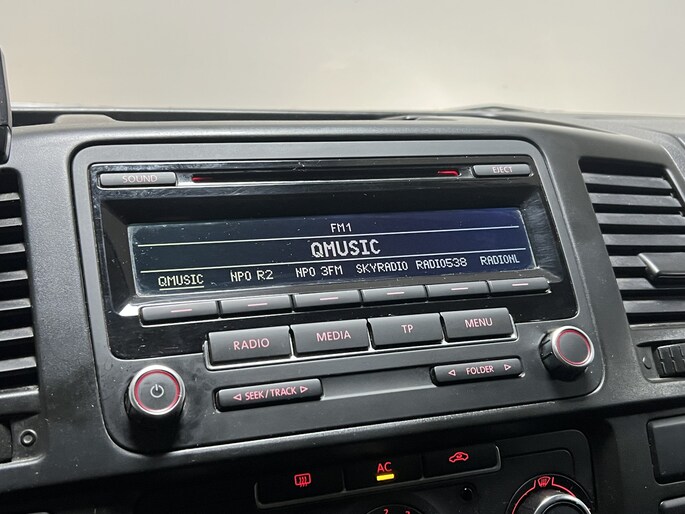 SOUND
EJECT
FM1
QMUSIC
QMUSIC NPO R2 NPO 3FM SKYRADIO RADIO538 RADIONL
RADIO MEDIA TP MENU
◁ SEEK/TRACK ▷ ◁ FOLDER ▷
AC